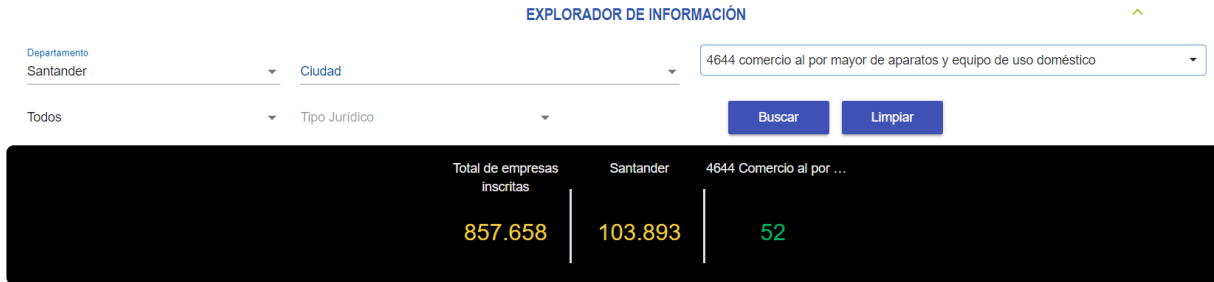 EXPLORADOR DE INFORMACIÓN
Departamento
Santander
Ciudad
4644 comercio al por mayor de aparatos y equipo de uso doméstico
Todos
Tipo Jurídico
Buscar
Limpiar
Total de empresas
inscritas
Santander
4644 Comercio al por ...
857.658
103.893
52